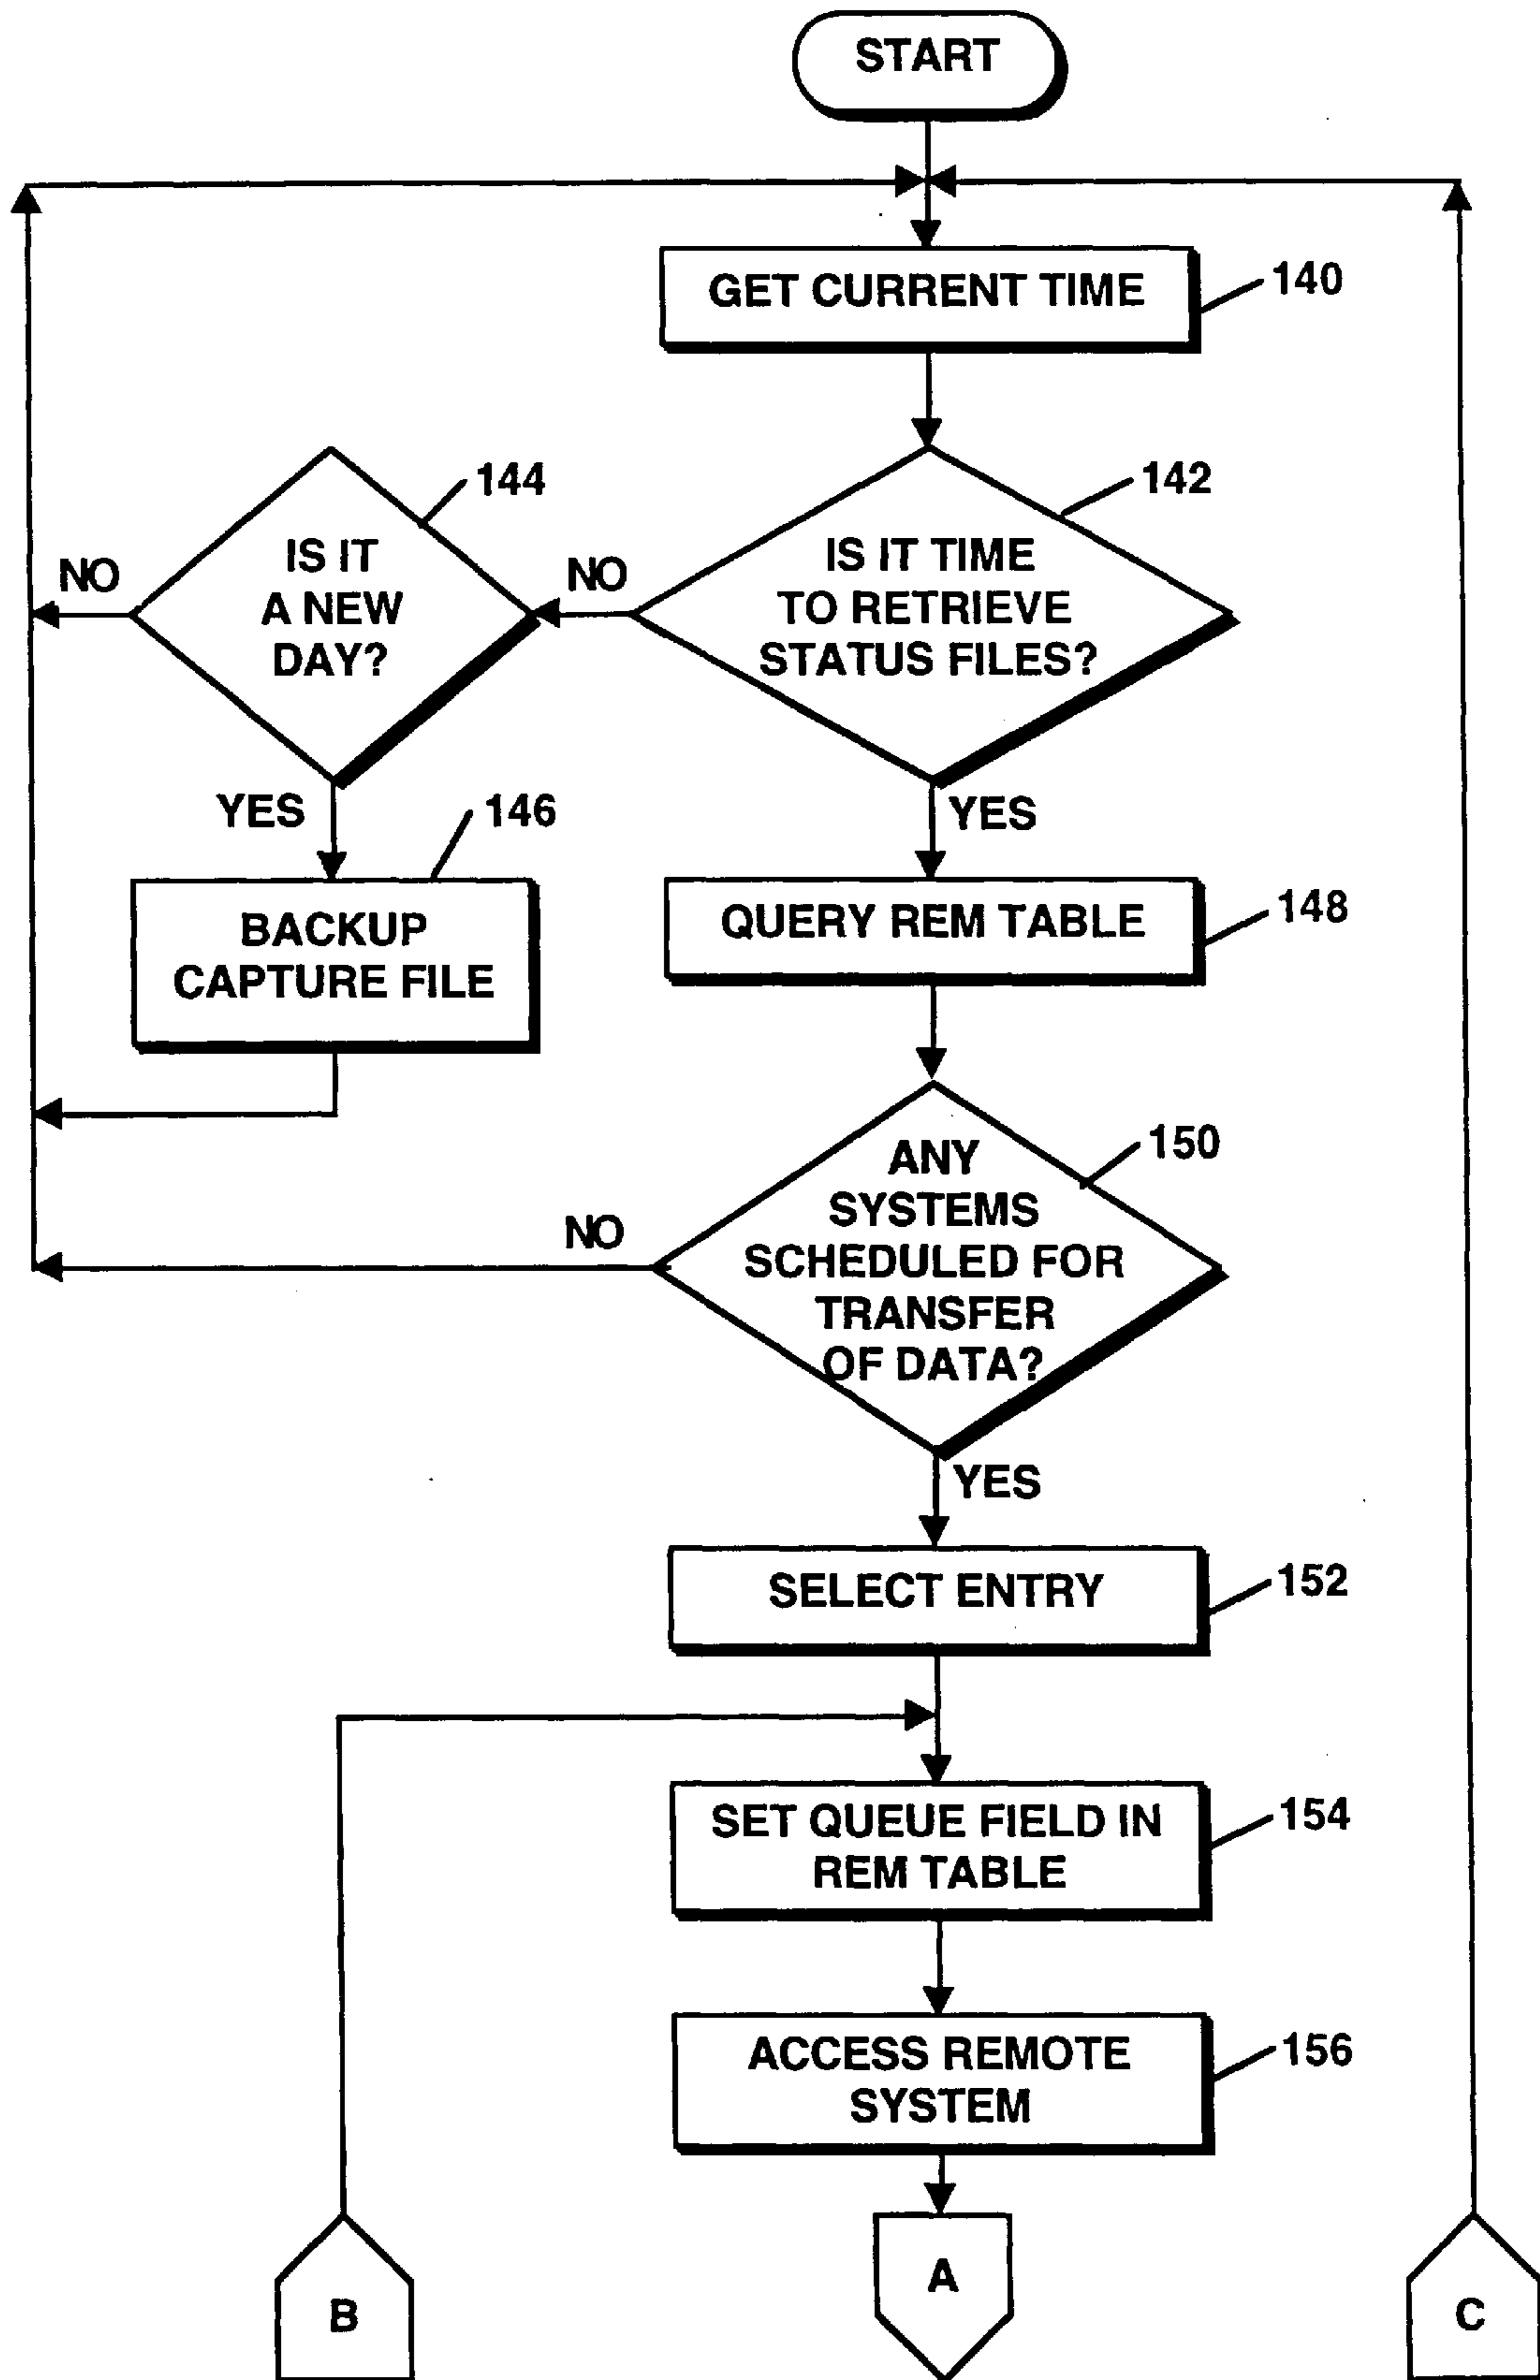 START
GET CURRENT TIME
140
144
142
IS IT
A NEW
DAY?
NO
NO
IS IT TIME
TO RETRIEVE
STATUS FILES?
YES
146
YES
BACKUP
CAPTURE FILE
QUERY REM TABLE
148
150
ANY
SYSTEMS
SCHEDULED FOR
TRANSFER
OF DATA?
NO
YES
SELECT ENTRY
152
SET QUEUE FIELD IN
REM TABLE
154
ACCESS REMOTE
SYSTEM
156
B
A
C